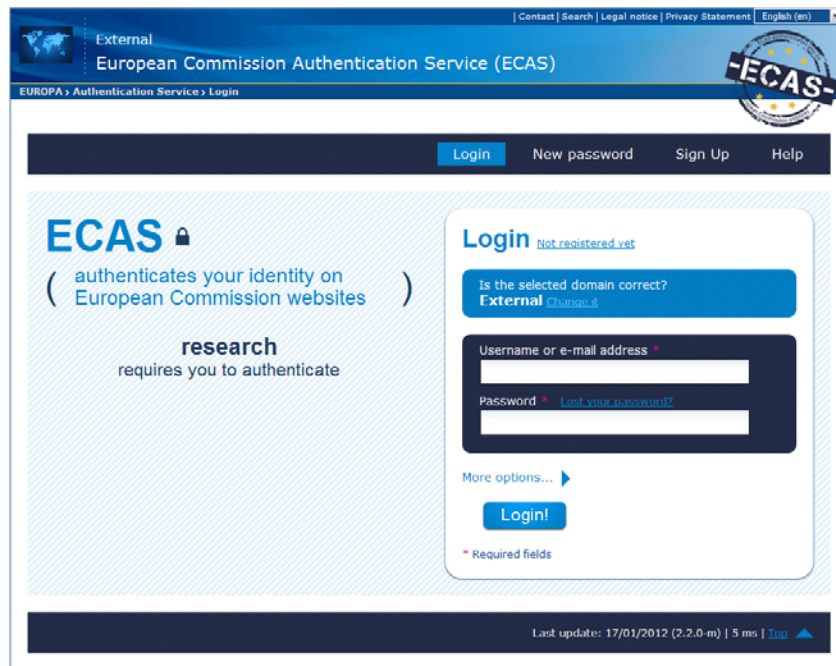 | Contact | Search | Legal notice | Privacy Statement English (en)
External
European Commission Authentication Service (ECAS)
-ECAS-
EUROPA > Authentication Service > Login
Login New password Sign Up Help
ECAS
( authenticates your identity on
European Commission websites )
research
requires you to authenticate
Login Not registered yet
Is the selected domain correct?
External Change it
Username or e-mail address *
Password * Lost your password?
More options...
Login!
* Required fields
Last update: 17/01/2012 (2.2.0-m) | 5 ms | Top